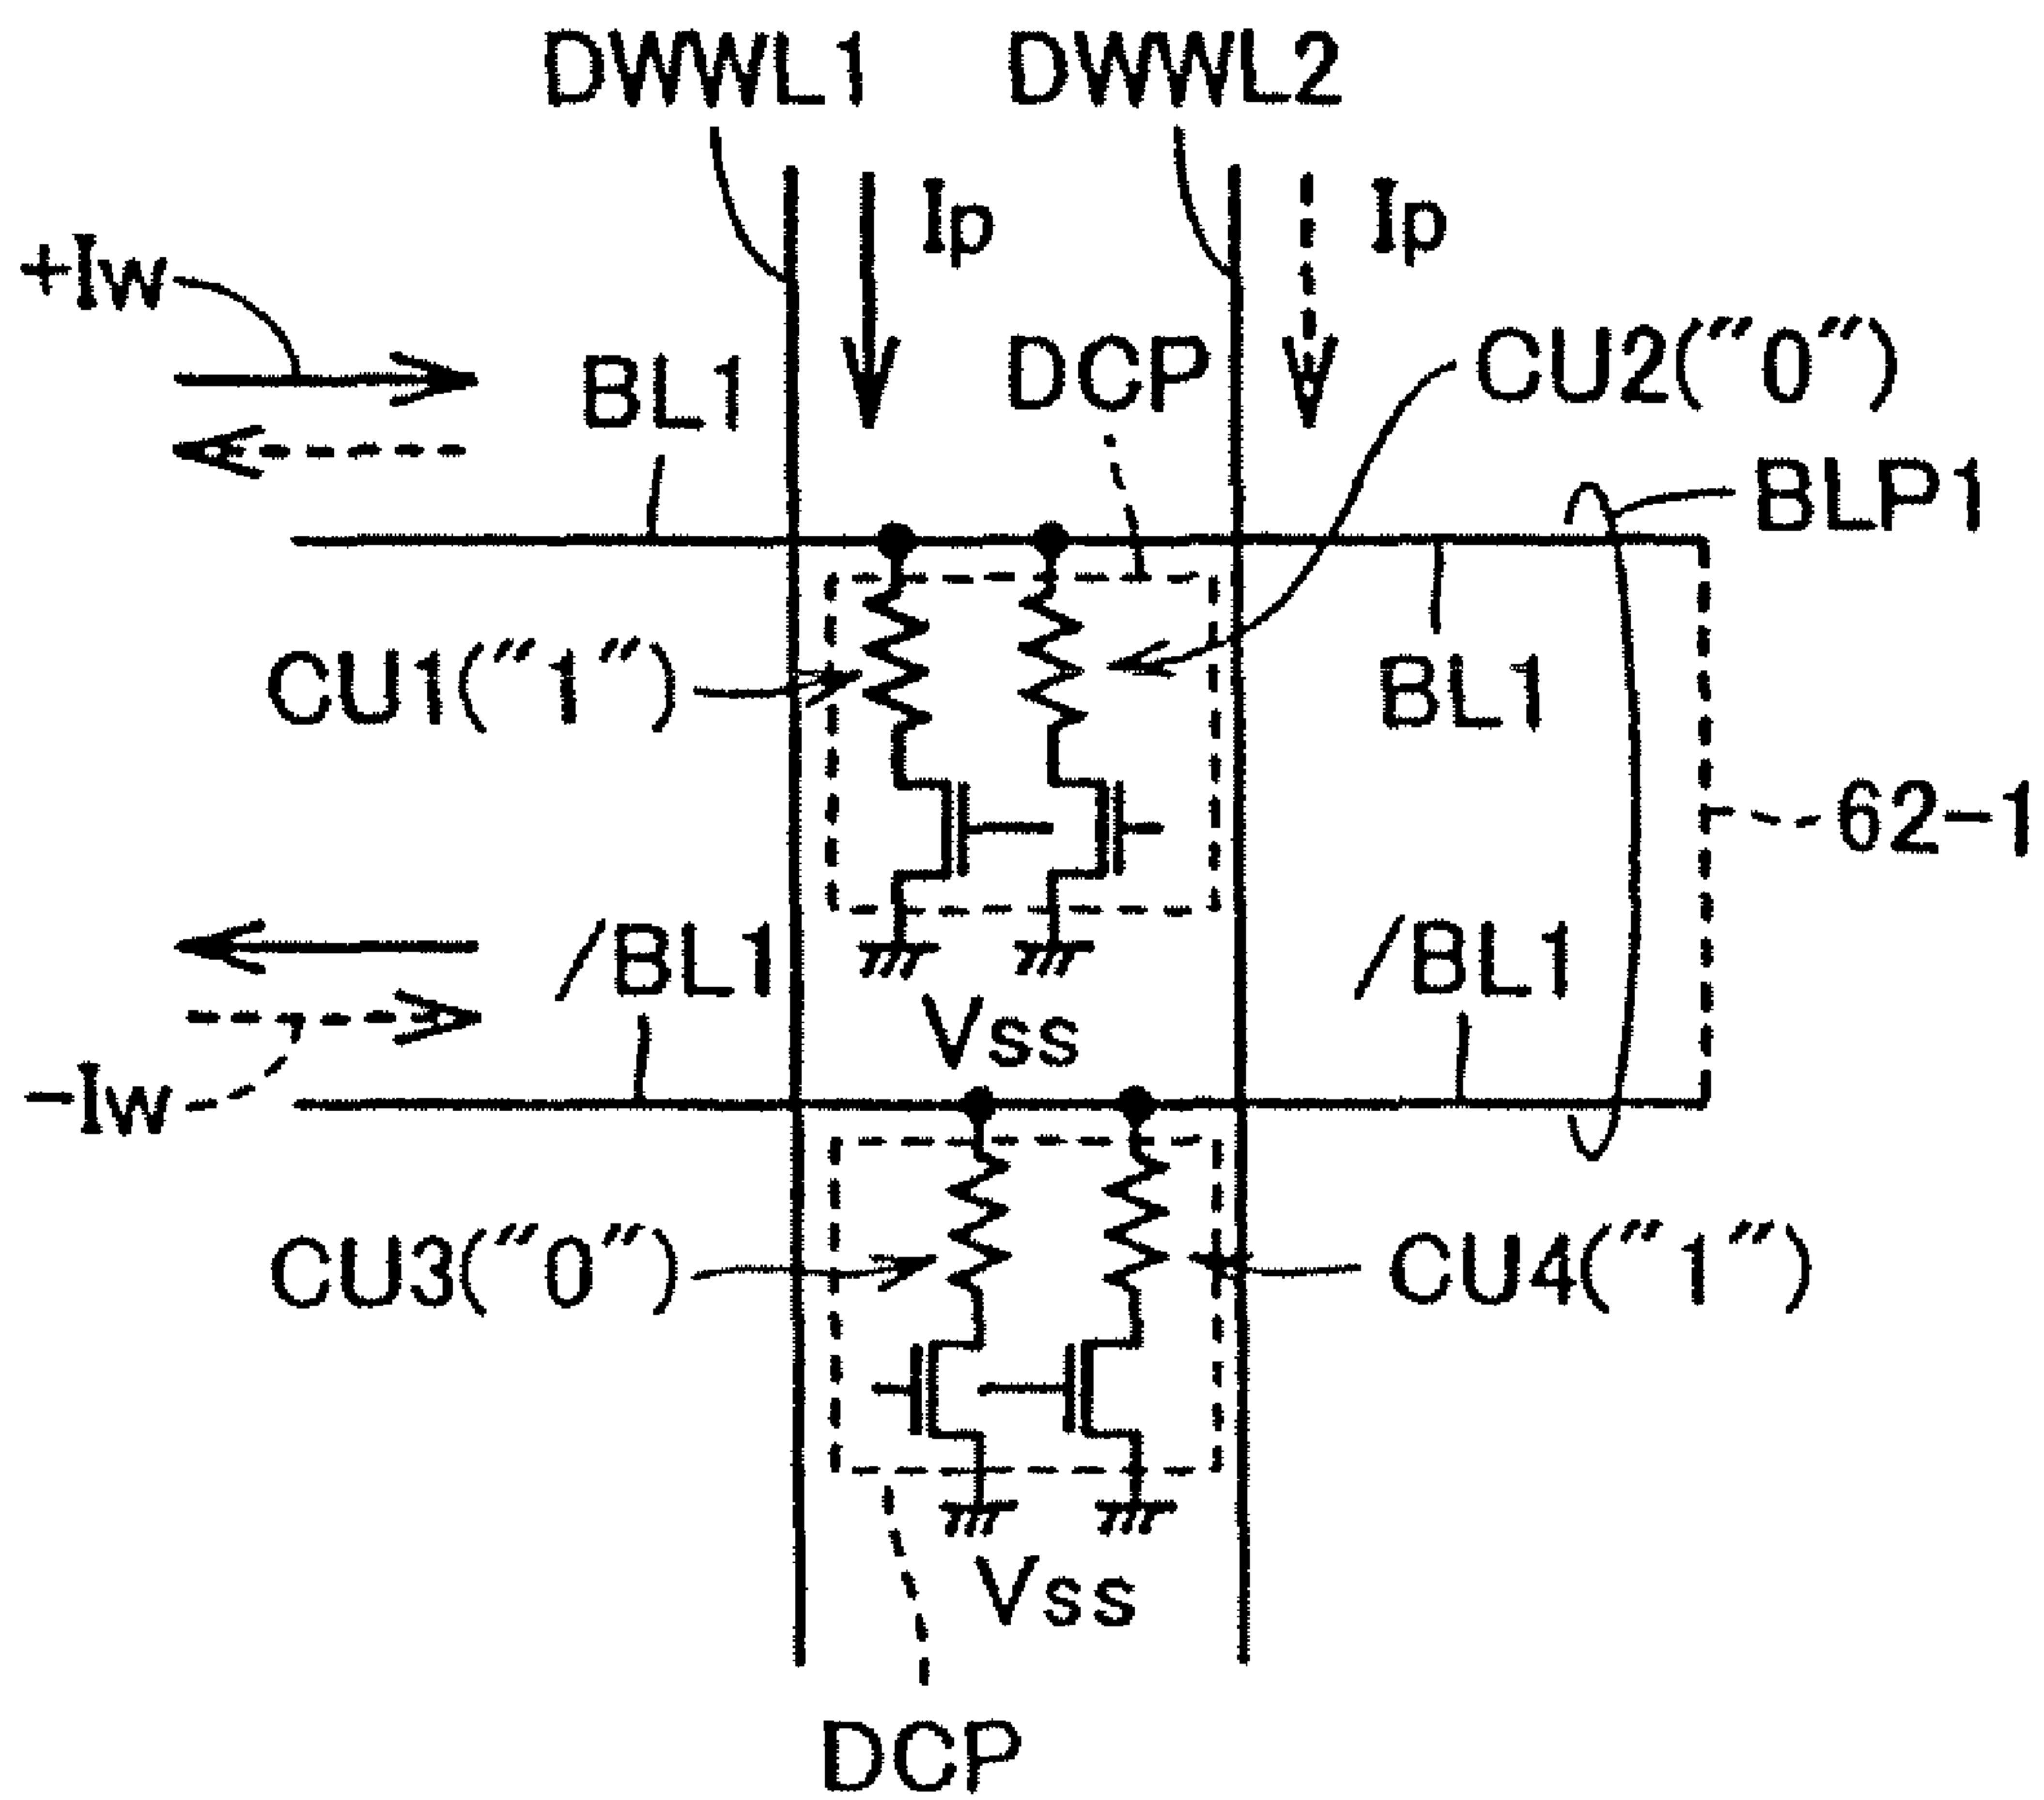 DWWL1 DWWL2
Ip Ip
+Iw
BL1 DCP CU2("0")
BLP1
CU1("1") BL1
62-1
/BL1 /BL1
Vss
-Iw
CU3("0") CU4("1")
Vss
DCP